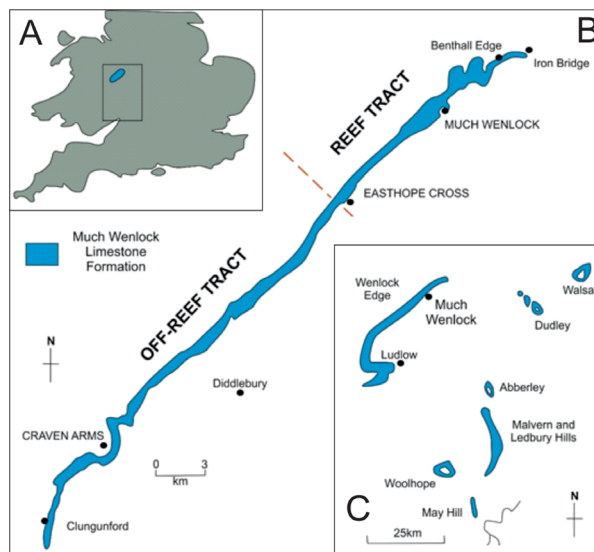 A
B
Benthall Edge
Iron Bridge
REEF TRACT
MUCH WENLOCK
EASTHOPE CROSS
Much Wenlock
Limestone
Formation
OFF-REEF TRACT
N
Diddlebury
CRAVEN ARMS
0 3
km
Clungunford
Walsa
Wenlock
Edge
Much
Wenlock
Dudley
Ludlow
Abberley
Malvern and
Ledbury Hills
Woolhope
May Hill
N
C
25km